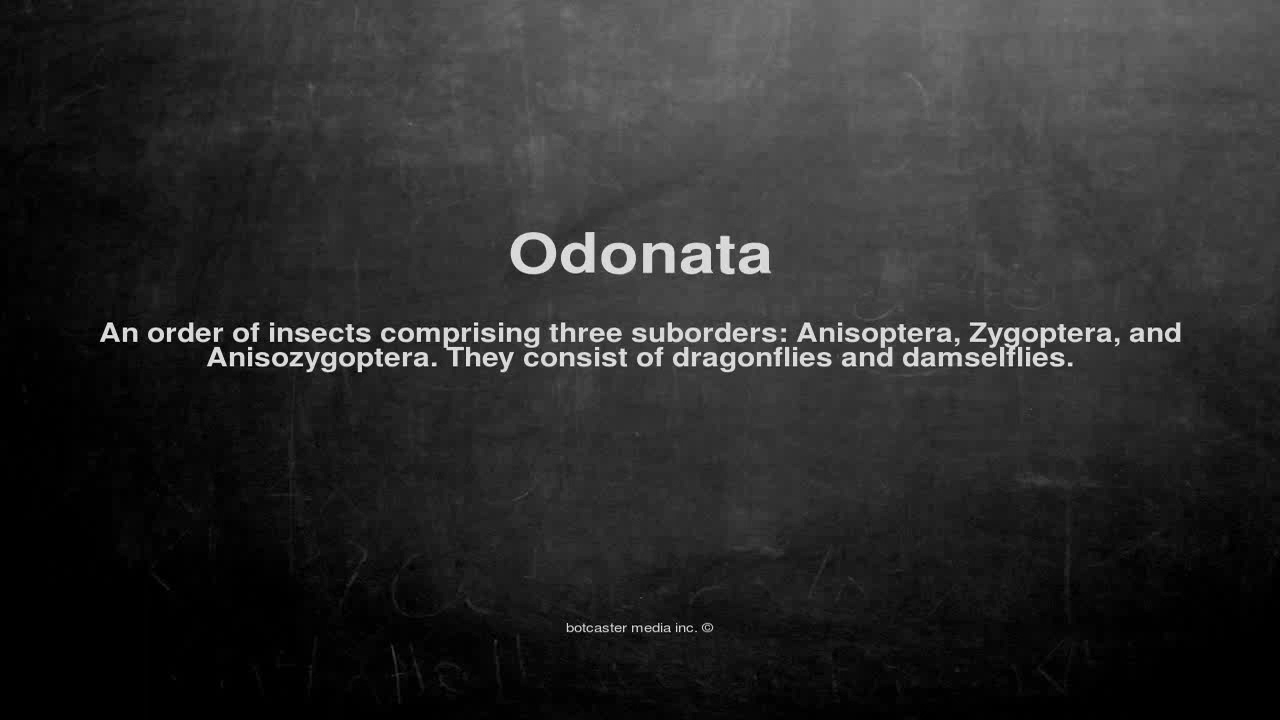 Odonata
An order of insects comprising three suborders: Anisoptera, Zygoptera, and
Anisozygoptera. They consist of dragonflies and damselflies.
botcaster media inc. ©